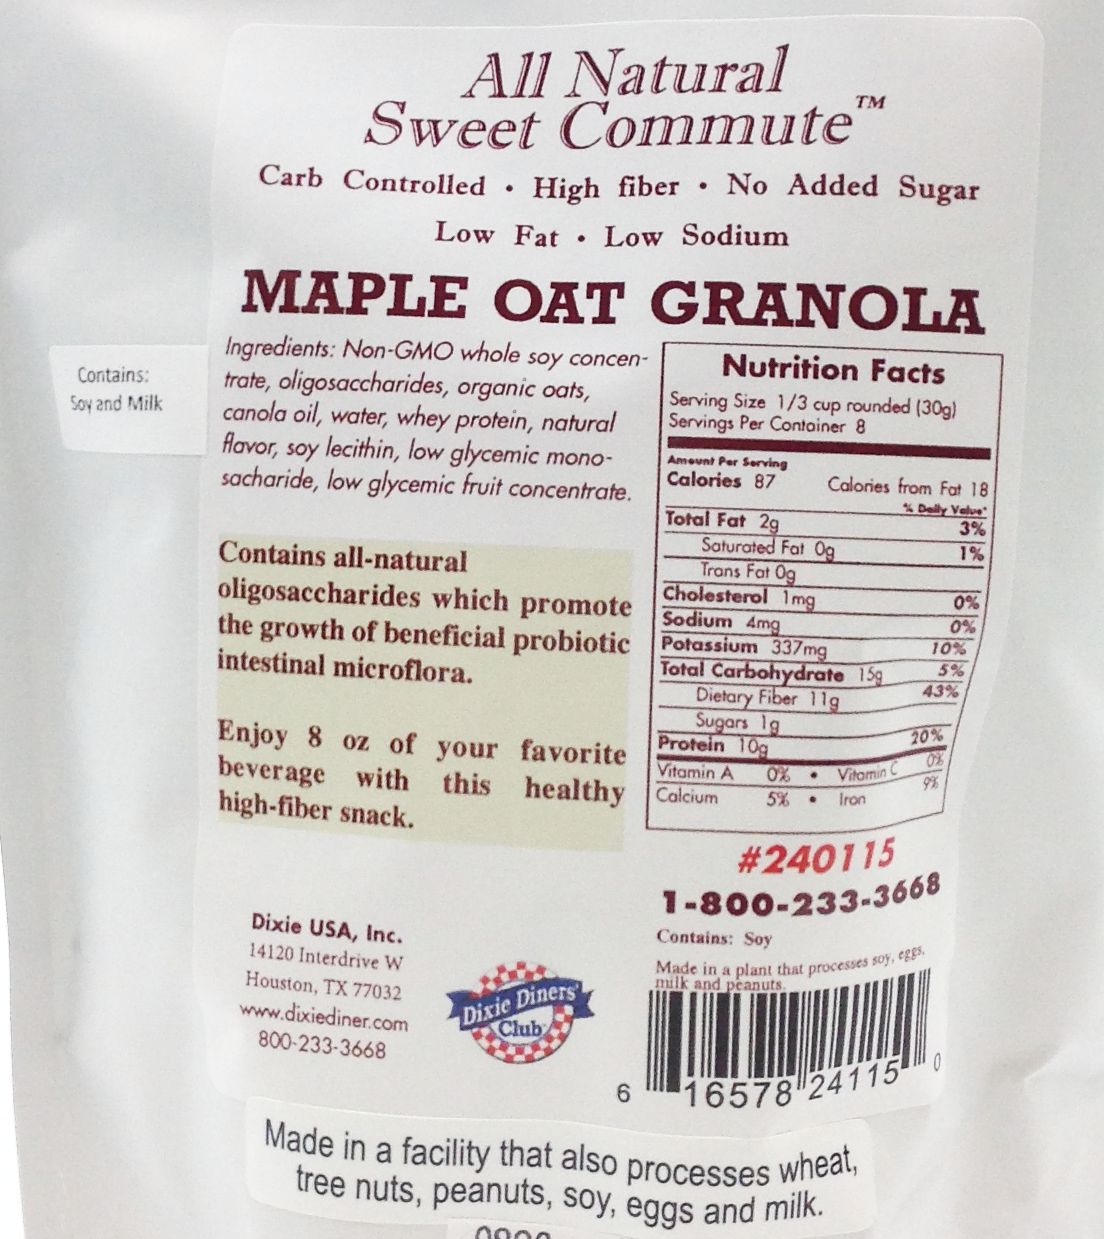 All Natural
Sweet Commute™
Carb Controlled • High fiber • No Added Sugar
Low Fat • Low Sodium
MAPLE OAT GRANOLA
Contains:
Soy and Milk
Ingredients: Non-GMO whole soy concen-
trate, oligosaccharides, organic oats,
canola oil, water, whey protein, natural
flavor, soy lecithin, low glycemic mono-
sacharide, low glycemic fruit concentrate.
Contains all-natural
oligosaccharides which promote
the growth of beneficial probiotic
intestinal microflora.
Enjoy 8 oz of your favorite
beverage with this healthy
high-fiber snack.
Nutrition Facts
Serving Size 1/3 cup rounded (30g)
Servings Per Container 8
Amount Per Serving
Calories 87 Calories from Fat 18
% Daily Value*
Total Fat 2g 3%
Saturated Fat 0g 1%
Trans Fat 0g
Cholesterol 1mg 0%
Sodium 4mg 0%
Potassium 337mg 10%
Total Carbohydrate 15g 5%
Dietary Fiber 11g 43%
Sugars 1g
Protein 10g 20%
Vitamin A 0% • Vitamin C 0%
Calcium 5% • Iron 9%
#240115
1-800-233-3668
Contains: Soy
Made in a plant that processes soy, eggs,
milk and peanuts.
6 16578 24115 0
Dixie USA, Inc.
14120 Interdrive W
Houston, TX 77032
www.dixiediner.com
800-233-3668
Dixie Diners'
Club
Made in a facility that also processes wheat,
tree nuts, peanuts, soy, eggs and milk.